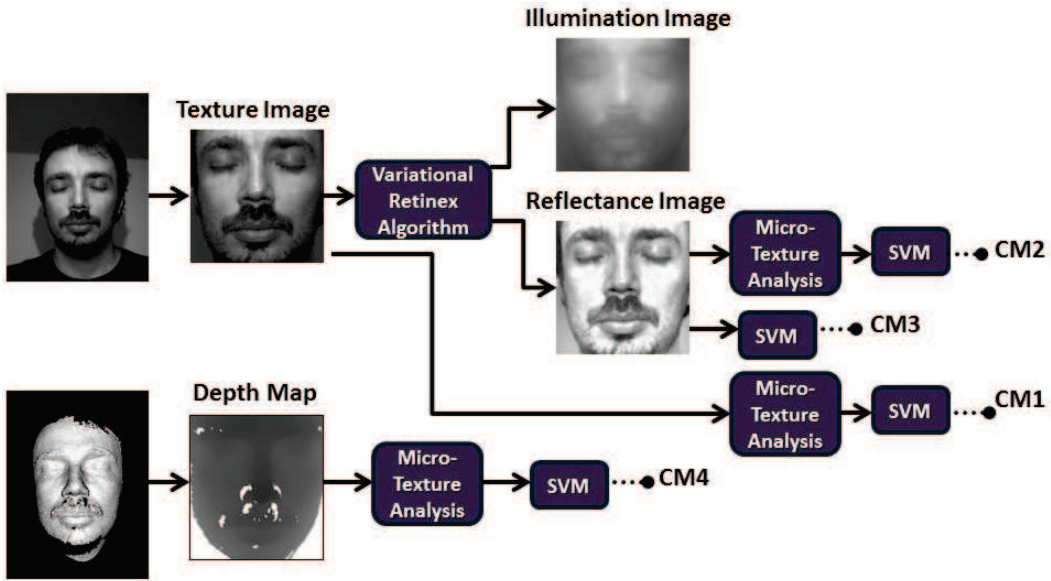 Illumination Image
Texture Image
Variational
Retinex
Algorithm
Reflectance Image
Micro-
Texture
Analysis
SVM
CM2
SVM
CM3
Micro-
Texture
Analysis
SVM
CM1
Depth Map
Micro-
Texture
Analysis
SVM
CM4